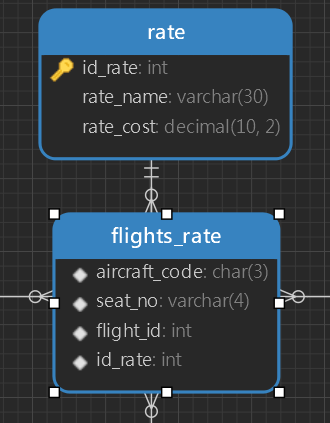 rate
id_rate: int
rate_name: varchar(30)
rate_cost: decimal(10, 2)
flights_rate
aircraft_code: char(3)
seat_no: varchar(4)
flight_id: int
id_rate: int